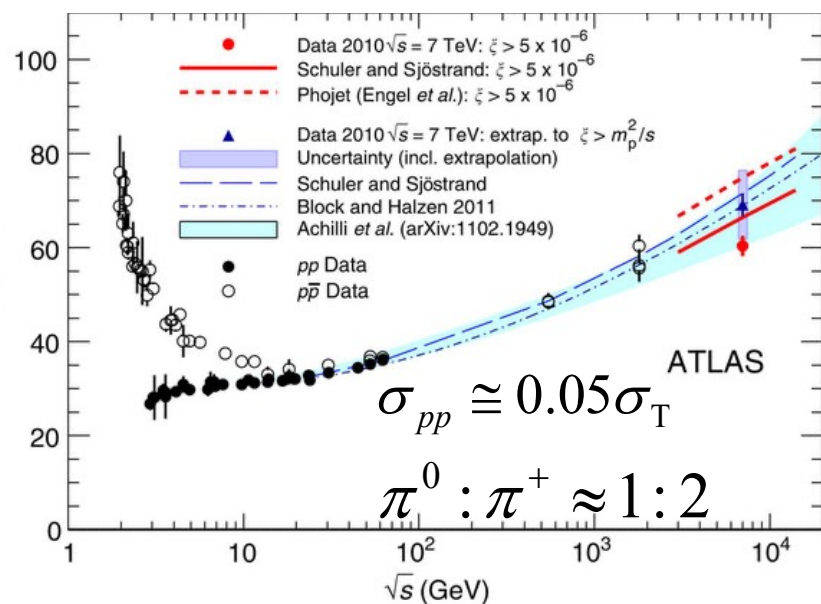 100
80
60
40
20
0
Data 2010 √s = 7 TeV: ξ > 5 x 10⁻⁶
Schuler and Sjöstrand: ξ > 5 x 10⁻⁶
Phojet (Engel et al.): ξ > 5 x 10⁻⁶
Data 2010 √s = 7 TeV: extrap. to ξ > m²ₚ/s
Uncertainty (incl. extrapolation)
Schuler and Sjöstrand
Block and Halzen 2011
Achilli et al. (arXiv:1102.1949)
pp Data
pp̅ Data
ATLAS
σₚₚ ≅ 0.05σ_T
π⁰ : π⁺ ≈ 1 : 2
1 10 10² 10³ 10⁴
√s (GeV)